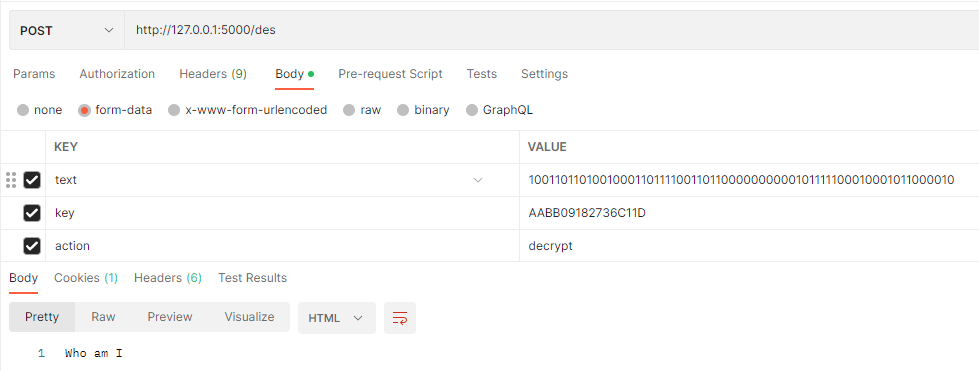 POST http://127.0.0.1:5000/des
Params Authorization Headers (9) Body Pre-request Script Tests Settings
none form-data x-www-form-urlencoded raw binary GraphQL
KEY VALUE
text 1001101101001000110111100110110000000000010111110001000101100010
key AABB09182736C11D
action decrypt
Body Cookies (1) Headers (6) Test Results
Pretty Raw Preview Visualize HTML
1 Who am I